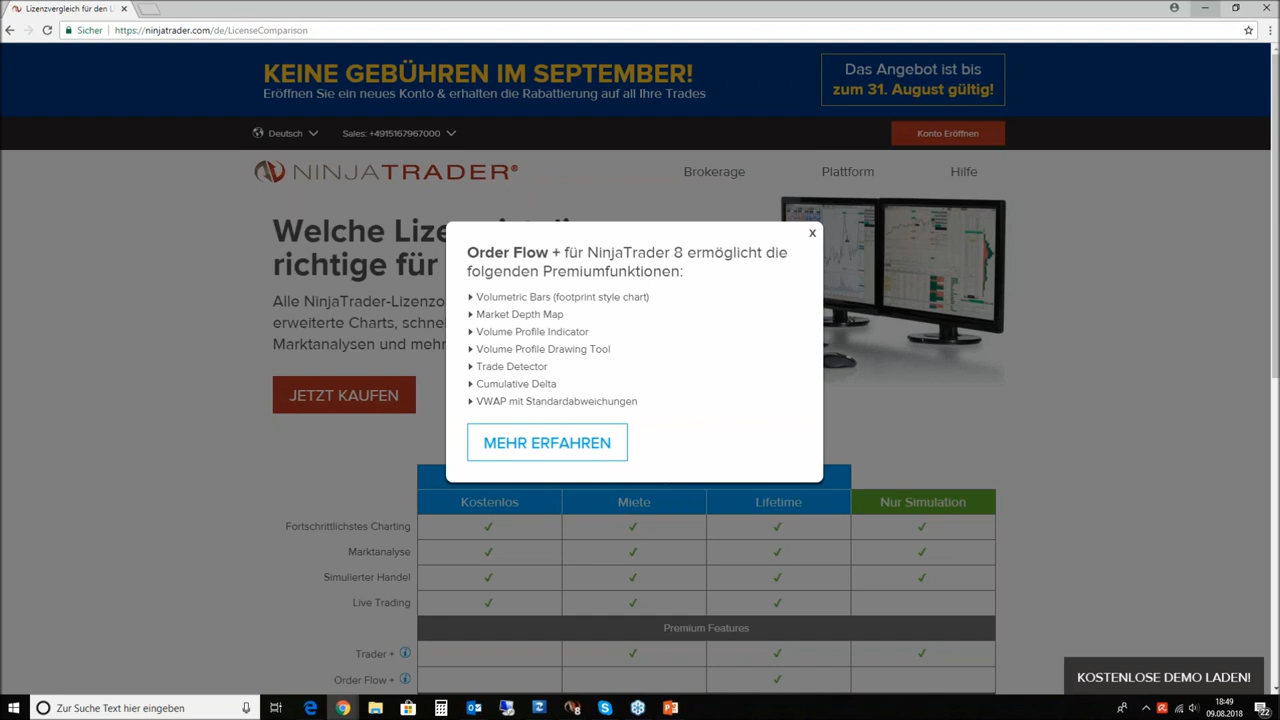 Lizenzvergleich für den L
Sicher
https://ninjatrader.com/de/LicenseComparison
KEINE GEBÜHREN IM SEPTEMBER!
Eröffnen Sie ein neues Konto & erhalten die Rabattierung auf all Ihre Trades
Das Angebot ist bis
zum 31. August gültig!
Deutsch
Sales: +4915167967000
Konto Eröffnen
NINJATRADER®
Brokerage
Plattform
Hilfe
Welche Lize
richtige für
Alle NinjaTrader-Lizenzo
erweiterte Charts, schne
Marktanalysen und mehr
JETZT KAUFEN
X
Order Flow + für NinjaTrader 8 ermöglicht die
folgenden Premiumfunktionen:
Volumetric Bars (footprint style chart)
Market Depth Map
Volume Profile Indicator
Volume Profile Drawing Tool
Trade Detector
Cumulative Delta
VWAP mit Standardabweichungen
MEHR ERFAHREN
Kostenlos
Miete
Lifetime
Nur Simulation
Fortschrittlichstes Charting
Marktanalyse
Simulierter Handel
Live Trading
Premium Features
Trader +
Order Flow +
KOSTENLOSE DEMO LADEN!
Zur Suche Text hier eingeben
18:49
09.08.2018
22